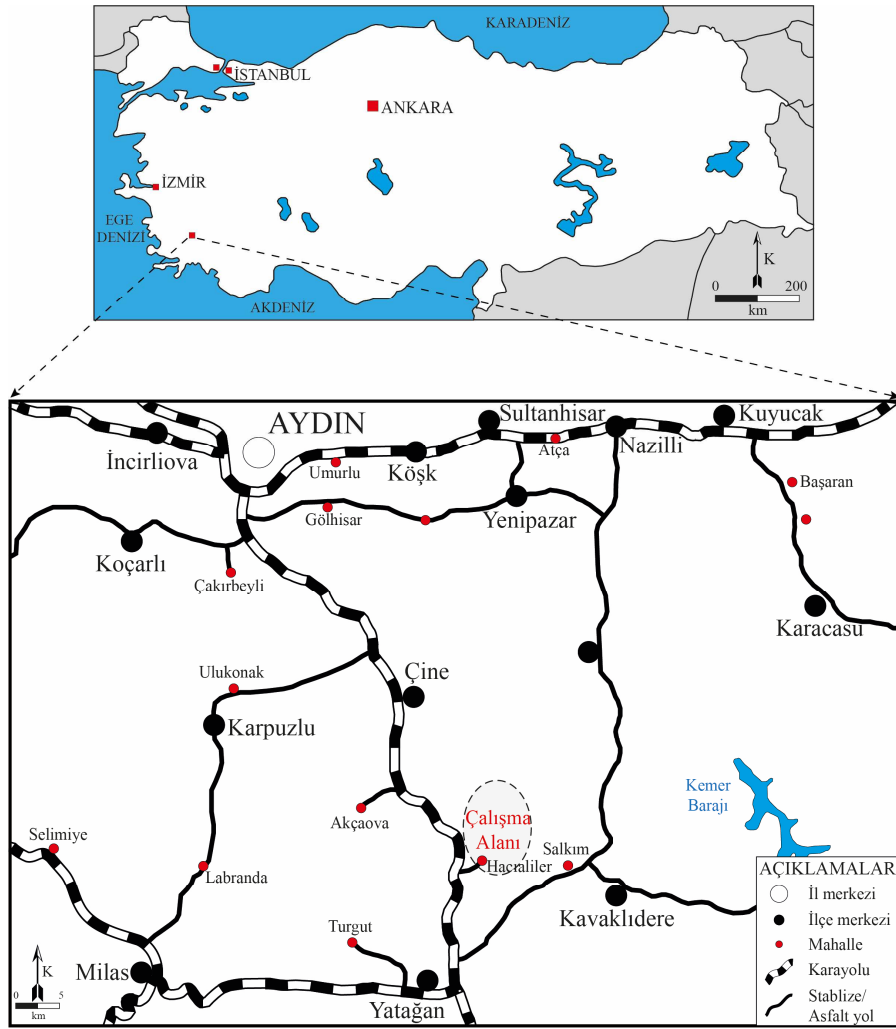 KARADENİZ
İSTANBUL
ANKARA
İZMİR
EGE
DENİZİ
AKDENİZ
K
0 200
km
AYDIN
Sultanhisar
Kuyucak
İncirliova
Umurlu
Köşk
Atça
Nazilli
Başaran
Gölhisar
Yenipazar
Koçarlı
Çakırbeyli
Karacasu
Ulukonak
Çine
Karpuzlu
Kemer
Barajı
Akçaova
Çalışma
Alanı
Selimiye
Salkım
Hacıaliler
Labranda
Kavaklıdere
Turgut
Milas
Yatağan
K
0 5
km
AÇIKLAMALAR
İl merkezi
İlçe merkezi
Mahalle
Karayolu
Stablize/
Asfalt yol